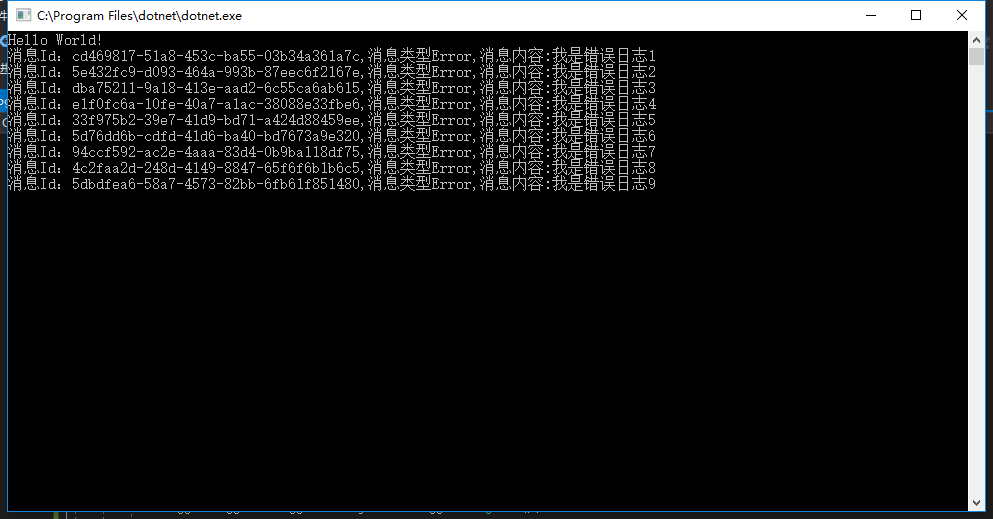 C:\Program Files\dotnet\dotnet.exe
Hello World!
消息Id: cd469817-51a8-453c-ba55-03b34a361a7c,消息类型Error,消息内容:我是错误日志1
消息Id: 5e432fc9-d093-464a-993b-87eec6f2167e,消息类型Error,消息内容:我是错误日志2
消息Id: dba75211-9a18-413e-aad2-6c55ca6ab615,消息类型Error,消息内容:我是错误日志3
消息Id: e1f0fc6a-10fe-40a7-a1ac-38088e33fbe6,消息类型Error,消息内容:我是错误日志4
消息Id: 33f975b2-39e7-41d9-bd71-a424d88459ee,消息类型Error,消息内容:我是错误日志5
消息Id: 5d76dd6b-cdfd-41d6-ba40-bd7673a9e320,消息类型Error,消息内容:我是错误日志6
消息Id: 94ccf592-ac2e-4aaa-83d4-0b9ba118df75,消息类型Error,消息内容:我是错误日志7
消息Id: 4c2faa2d-248d-4149-8847-65f6f6b1b6c5,消息类型Error,消息内容:我是错误日志8
消息Id: 5dbdfea6-58a7-4573-82bb-6fb61f851480,消息类型Error,消息内容:我是错误日志9